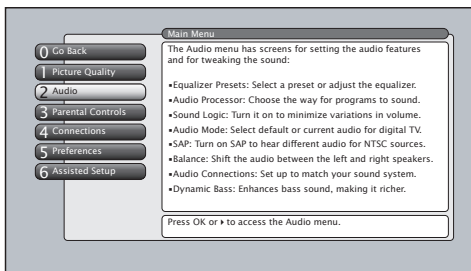 Main Menu
0 Go Back
1 Picture Quality
2 Audio
3 Parental Controls
4 Connections
5 Preferences
6 Assisted Setup
The Audio menu has screens for setting the audio features
and for tweaking the sound:
▪Equalizer Presets: Select a preset or adjust the equalizer.
▪Audio Processor: Choose the way for programs to sound.
▪Sound Logic: Turn it on to minimize variations in volume.
▪Audio Mode: Select default or current audio for digital TV.
▪SAP: Turn on SAP to hear different audio for NTSC sources.
▪Balance: Shift the audio between the left and right speakers.
▪Audio Connections: Set up to match your sound system.
▪Dynamic Bass: Enhances bass sound, making it richer.
Press OK or ▸ to access the Audio menu.